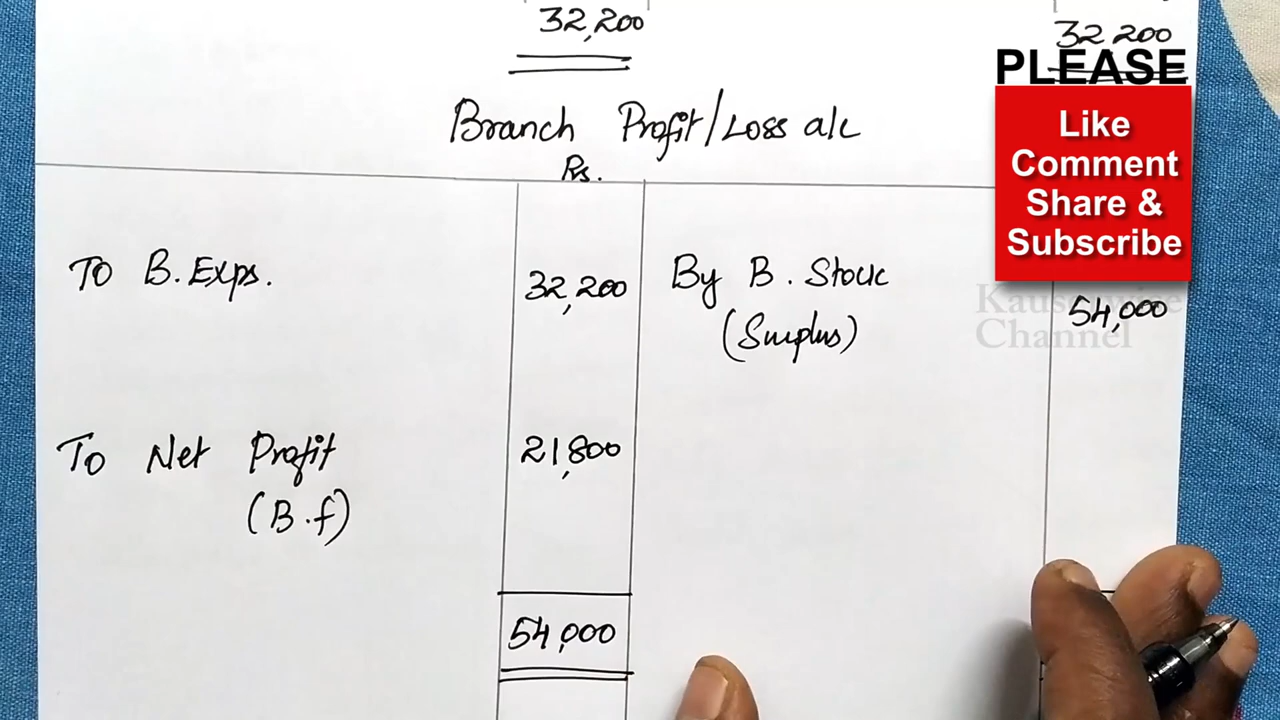 32,200
32 200
PLEASE
Like
Comment
Share &
Subscribe
Branch Profit/Loss a/c
Rs.
To B.Exps. 32,200 By B. Stock 54,000
(Surplus)
Channel
To Net Profit 21,800
(B.f)
54,000